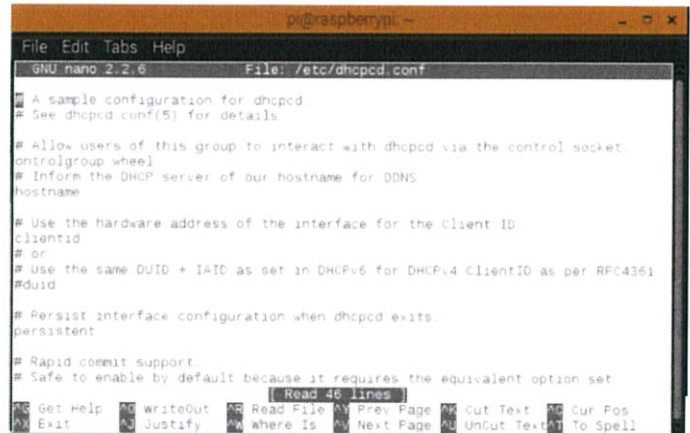 pi@raspberrypi: ~
File Edit Tabs Help
GNU nano 2.2.6 File: /etc/dhcpcd.conf
# A sample configuration for dhcpcd.
# See dhcpcd.conf(5) for details
# Allow users of this group to interact with dhcpcd via the control socket.
ontrolgroup wheel
# Inform the DHCP server of our hostname for DDNS
hostname
# Use the hardware address of the interface for the Client ID
clientid
# or
# Use the same DUID + IAID as set in DHCPv6 for DHCPv4 ClientID as per RFC4361
#duid
# Persist interface configuration when dhcpcd exits.
persistent
# Rapid commit support.
# Safe to enable by default because it requires the equivalent option set
[ Read 46 lines ]
^G Get Help ^O WriteOut ^R Read File ^Y Prev Page ^K Cut Text ^C Cur Pos
^X Exit ^J Justify ^W Where Is ^V Next Page ^U UnCut Text ^T To Spell